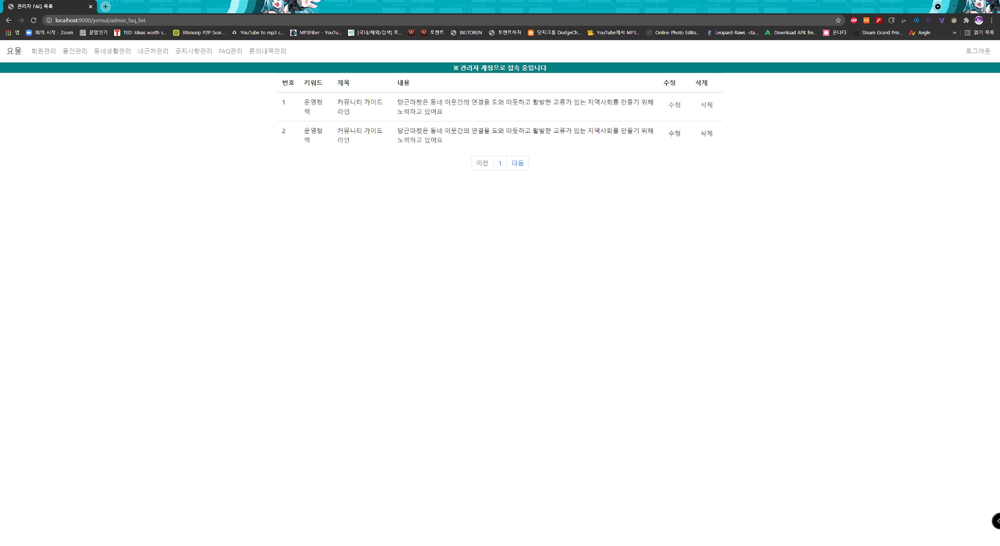 관리자 FAQ 목록
localhost:9000/yomul/admin_faq_list
앱 회의 시작 - Zoom 끝말잇기 TED: Ideas worth s... Bitsnoop P2P Sear... YouTube to mp3 c... MP3Fiber - YouTu... [국내/해외/검색] 토... 토렌트 BIGTOREN 토렌트하자 닷지크롬 DodgeCh... YouTube에서 MP3... Online Photo Edito... Leopard-Raws -sta... Download APK fre... 온나다 Steam Grand Prix... Avgle » 읽기 목록
요물 회원관리 물건관리 동네생활관리 내근처관리 공지사항관리 FAQ관리 문의내역관리 로그아웃
※ 관리자 계정으로 접속 중입니다
번호 키워드 제목 내용 수정 삭제
1 운영정 커뮤니티 가이드 당근마켓은 동네 이웃간의 연결을 도와 따듯하고 활발한 교류가 있는 지역사회를 만들기 위해 수정 삭제
책 라인 노력하고 있어요
2 운영정 커뮤니티 가이드 당근마켓은 동네 이웃간의 연결을 도와 따듯하고 활발한 교류가 있는 지역사회를 만들기 위해 수정 삭제
책 라인 노력하고 있어요
이전 1 다음